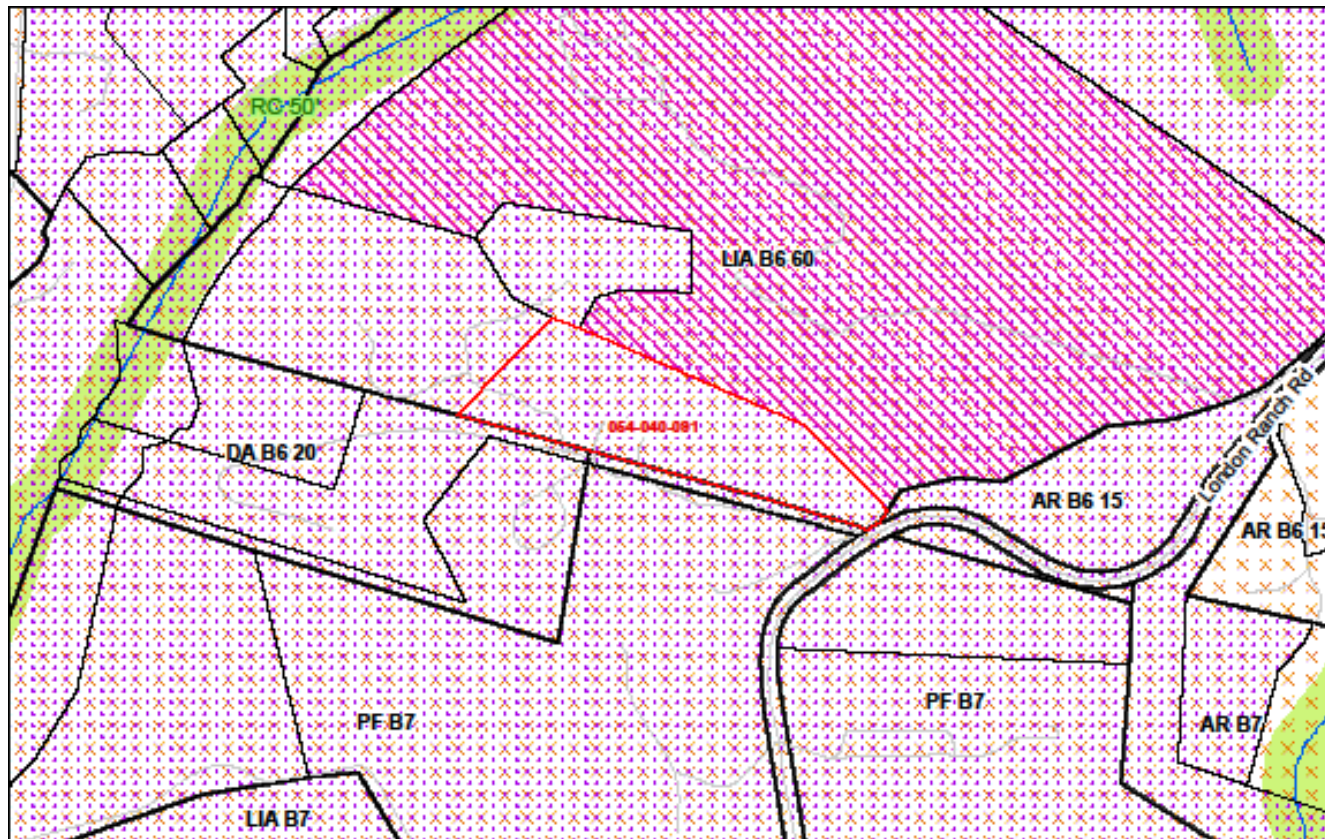 RC 50
LIA B6 60
054-040-081
DA B6 20
London Ranch Rd
AR B6 15
AR B6 15
PF B7
PF B7
AR B7
LIA B7